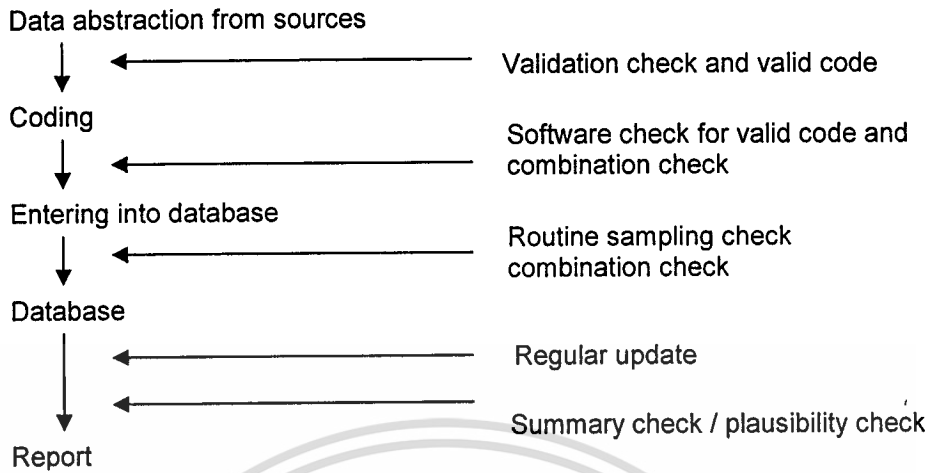 Data abstraction from sources
Validation check and valid code
Coding
Software check for valid code and
combination check
Entering into database
Routine sampling check
combination check
Database
Regular update
Summary check / plausibility check
Report